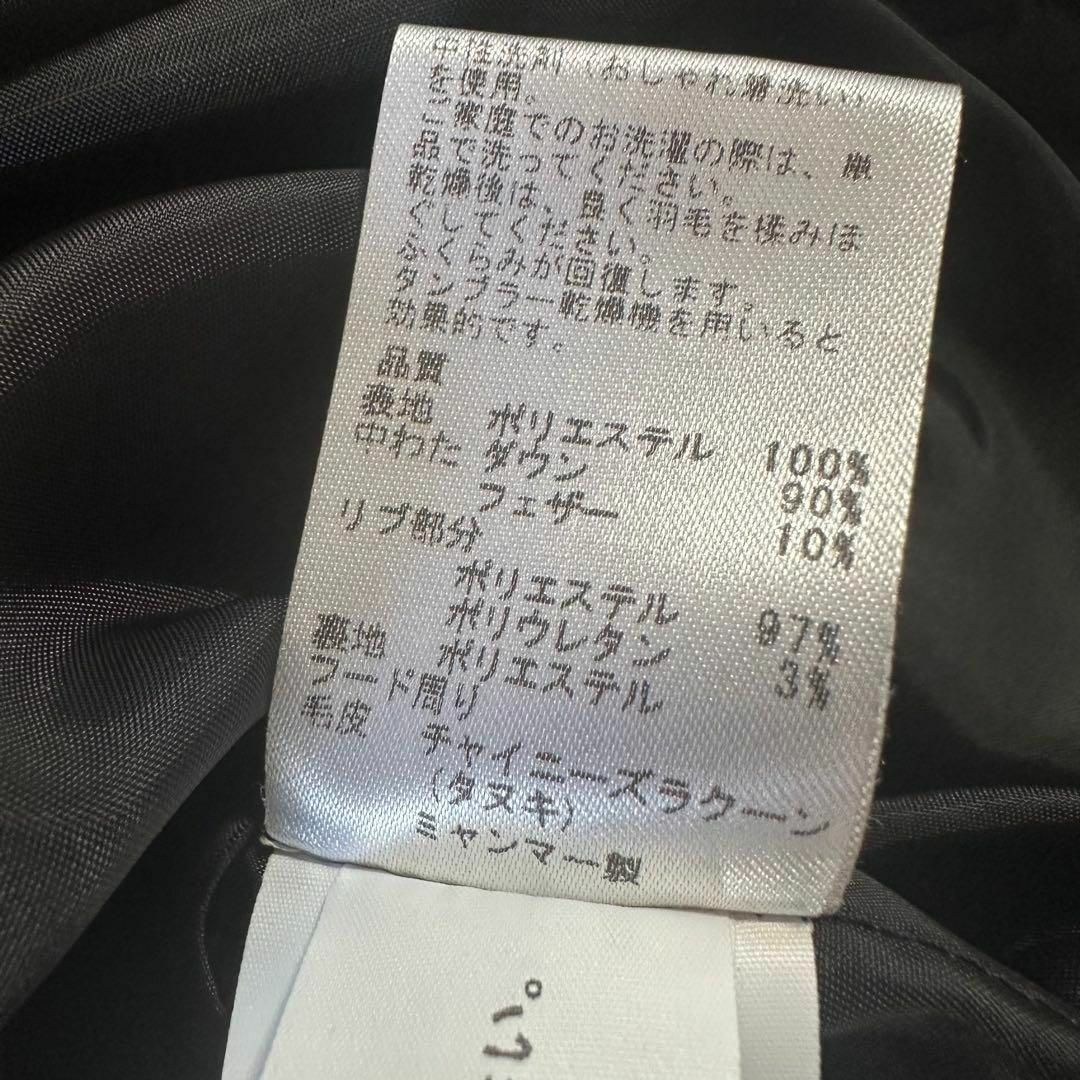 中性洗剤（おしゃれ着洗い）
を使用。
ご家庭でのお洗濯の際は、単
品で洗ってください。
乾燥後は、良く羽毛を揉みほ
ぐしてください。
ふくらみが回復します。
タンブラー乾燥機を用いると
効果的です。
品質
表地 ポリエステル 100%
中わた ダウン 90%
フェザー 10%
リブ部分
ポリエステル 97%
ポリウレタン 3%
表地 ポリエステル
フード周り
毛皮 チャイニーズラクーン
(タヌキ)
ミャンマー製